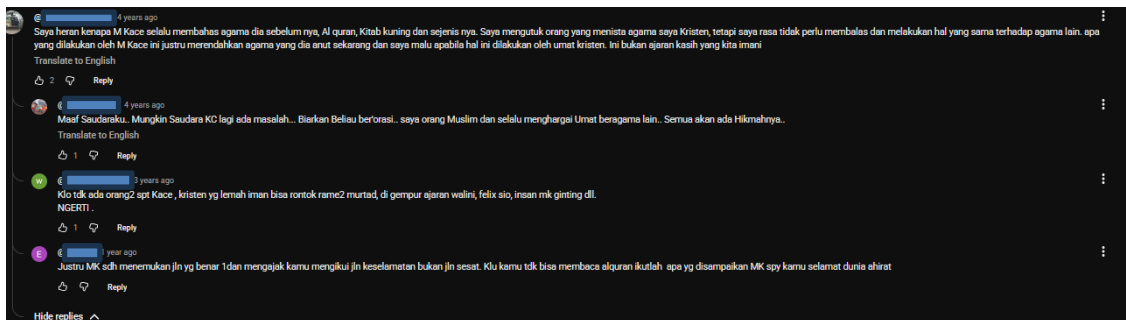 @ 4 years ago
Saya heran kenapa M Kace selalu membahas agama dia sebelum nya, Al quran, Kitab kuning dan sejenis nya. Saya mengutuk orang yang menista agama saya Kristen, tetapi saya rasa tidak perlu membalas dan melakukan hal yang sama terhadap agama lain. apa
yang dilakukan oleh M Kace ini justru merendahkan agama yang dia anut sekarang dan saya malu apabila hal ini dilakukan oleh umat kristen. Ini bukan ajaran kasih yang kita imani
Translate to English
2 Reply
@ 4 years ago
Maaf Saudaraku.. Mungkin Saudara KC lagi ada masalah... Biarkan Beliau ber'orasi.. saya orang Muslim dan selalu menghargai Umat beragama lain.. Semua akan ada Hikmahnya..
Translate to English
1 Reply
W
@ 3 years ago
Klo tdk ada orang2 spt Kace , kristen yg lemah iman bisa rontok rame2 murtad, di gempur ajaran walini, felix sio, insan mk ginting dll.
NGERTI .
1 Reply
E
@ 1 year ago
Justru MK sdh menemukan jln yg benar 1dan mengajak kamu mengikui jln keselamatan bukan jln sesat. Klu kamu tdk bisa membaca alquran ikutlah apa yg disampaikan MK spy kamu selamat dunia ahirat
Reply
Hide replies